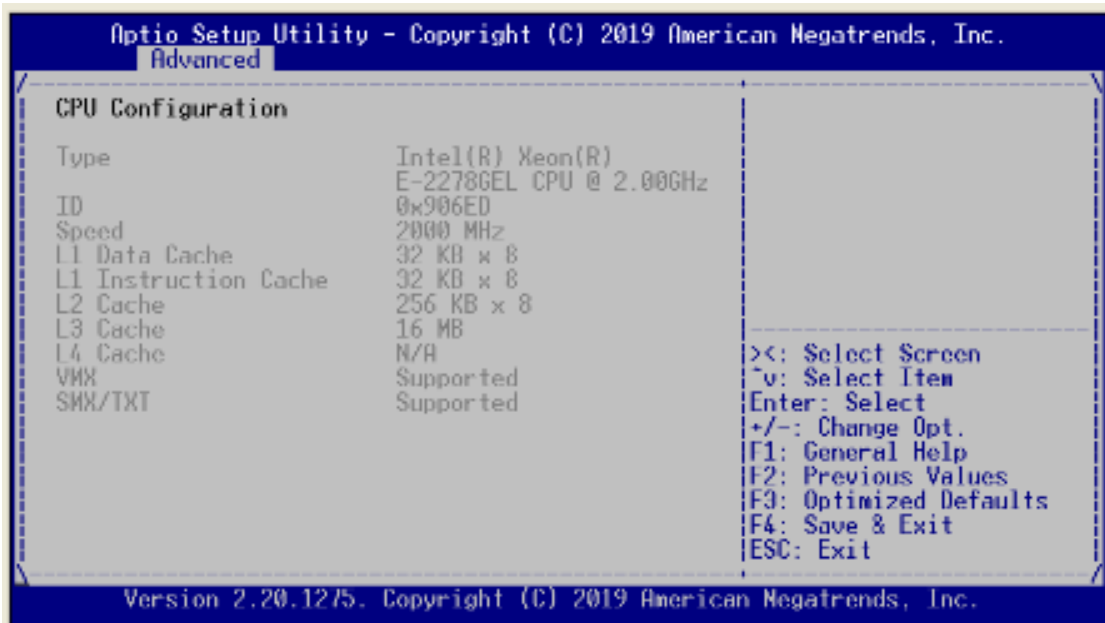 Aptio Setup Utility - Copyright (C) 2019 American Negatrends, Inc.
Advanced
CPU Configuration
Type Intel(R) Xeon(R)
E-2278GEL CPU @ 2.00GHz
ID 0x906ED
Speed 2000 MHz
L1 Data Cache 32 KB x 8
L1 Instruction Cache 32 KB x 8
L2 Cache 256 KB x 8
L3 Cache 16 MB
L4 Cache N/A
VMX Supported
SMX/TXT Supported
><: Select Screen
^v: Select Item
Enter: Select
+/-: Change Opt.
F1: General Help
F2: Previous Values
F3: Optimized Defaults
F4: Save & Exit
ESC: Exit
Version 2.20.1275. Copyright (C) 2019 American Negatrends, Inc.